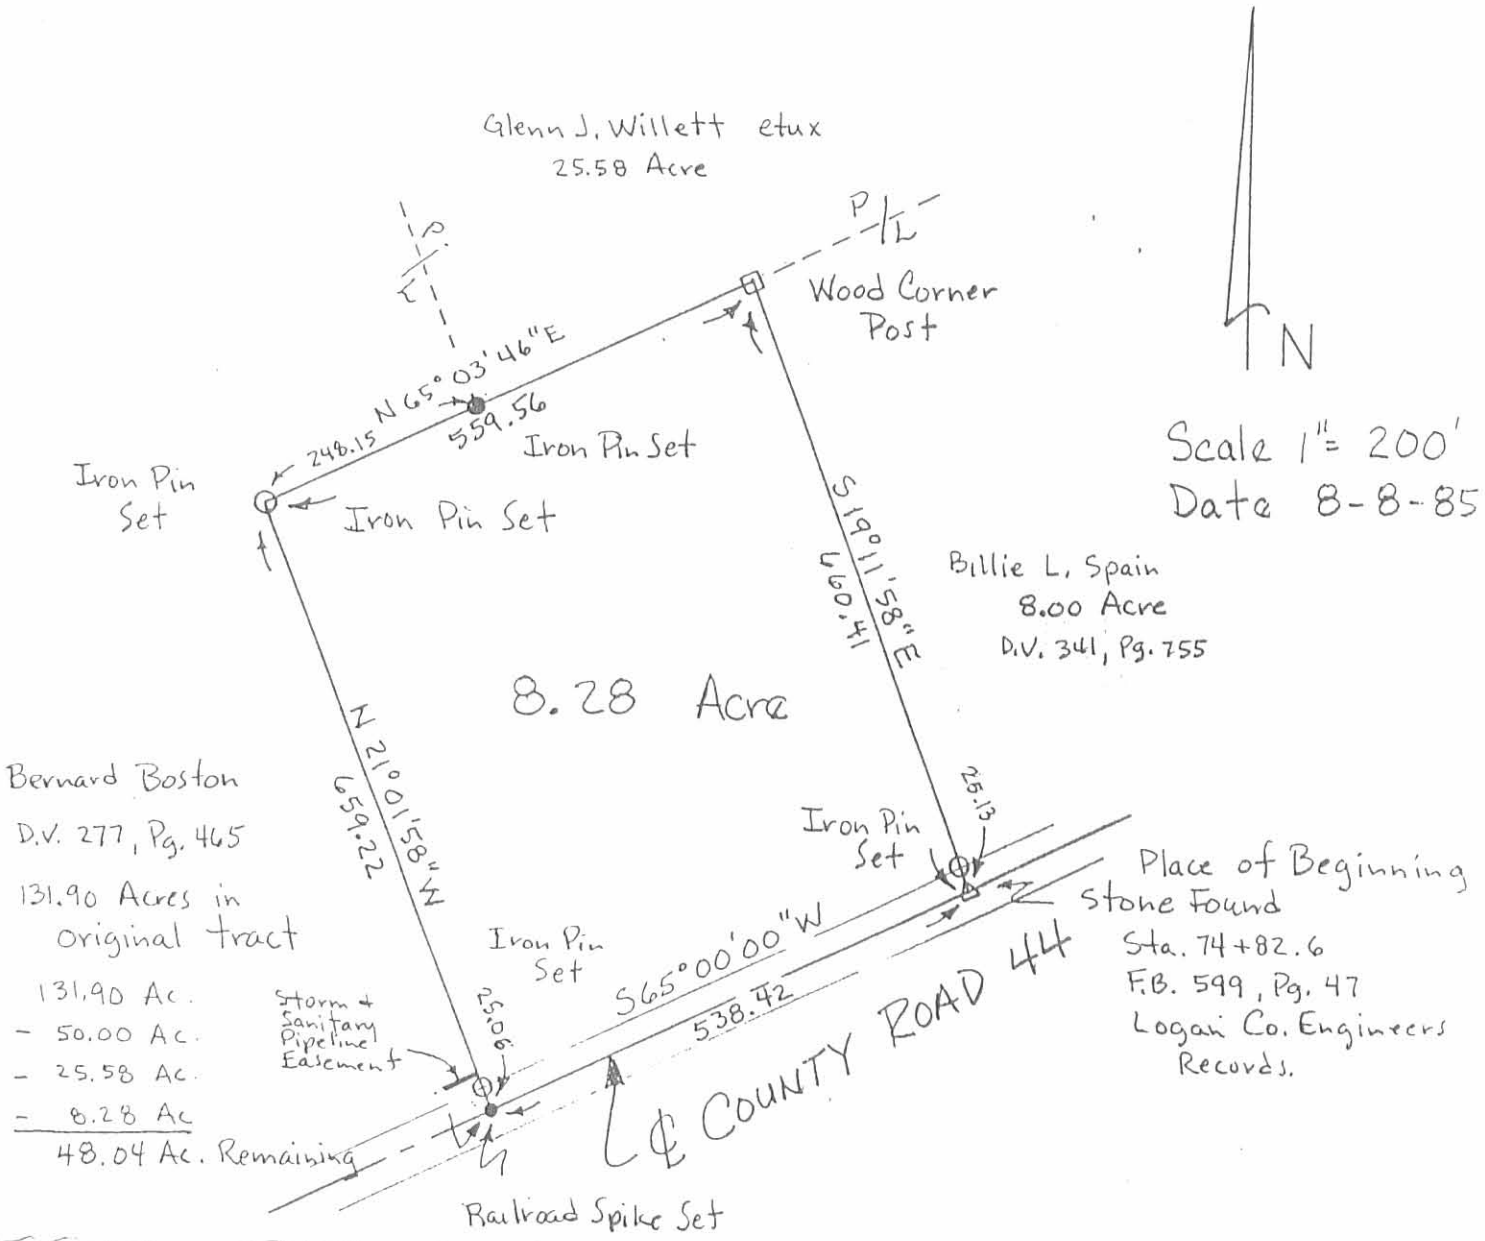 Glenn J. Willett etux
25.58 Acre
P/L
P/L
Wood Corner
Post
N
Scale 1"= 200'
Date 8-8-85
N 65° 03' 46" E
559.56
248.15
Iron Pin Set
Iron Pin
Set
Iron Pin Set
S 19° 11' 58" E
660.41
Billie L. Spain
8.00 Acre
D.V. 341, Pg. 755
8.28 Acre
N 21° 01' 58" W
659.22
Bernard Boston
D.V. 277, Pg. 465
131.90 Acres in
Original tract
131.90 Ac.
- 50.00 Ac.
- 25.58 Ac.
- 8.28 Ac
48.04 Ac. Remaining
Storm &
Sanitary
Pipeline
Easement
Iron Pin
Set
25.06
Iron Pin
Set
25.13
S65°00'00"W
538.42
℄ COUNTY ROAD 44
Place of Beginning
Stone Found
Sta. 74+82.6
F.B. 599, Pg. 47
Logan Co. Engineers
Records.
Railroad Spike Set